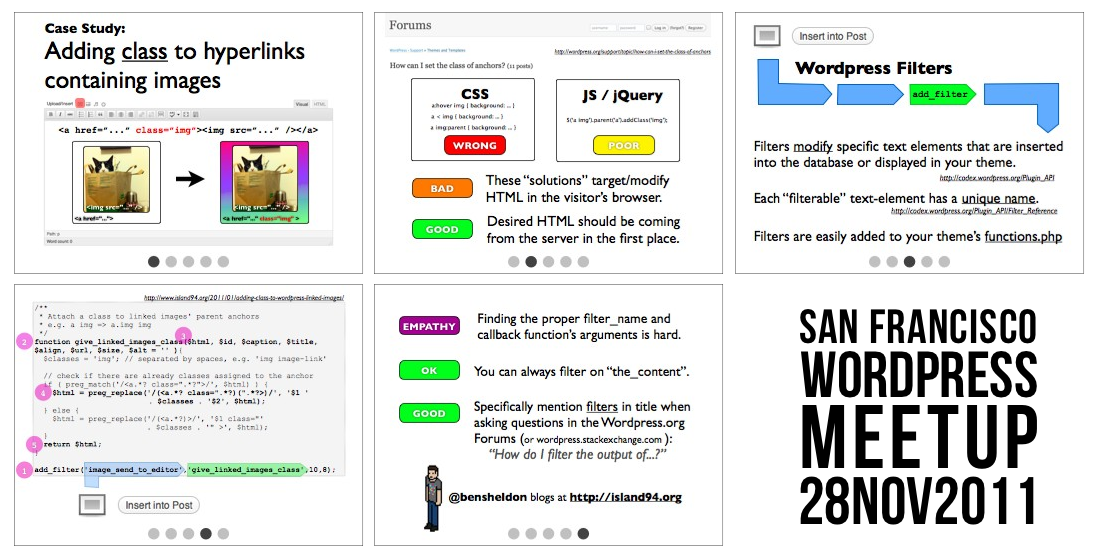 Case Study:
Adding class to hyperlinks
containing images
Upload/Insert
Visual HTML
<a href="..." class="img"><img src="..." /></a>
<img src="..." />
<a href="...">
<img src="..." />
<a href="..." class="img" >
Path: p
Word count: 0
Forums
username password Log in (forgot?) Register
WordPress › Support » Themes and Templates
http://wordpress.org/support/topic/how-can-i-set-the-class-of-anchors
How can I set the class of anchors? (11 posts)
CSS
a:hover img { background: ... }
a < img { background: ... }
a img:parent { background: ... }
WRONG
JS / jQuery
$('a img').parent('a').addClass('img');
POOR
BAD
These “solutions” target/modify
HTML in the visitor’s browser.
GOOD
Desired HTML should be coming
from the server in the first place.
Insert into Post
Wordpress Filters
add_filter
Filters modify specific text elements that are inserted
into the database or displayed in your theme.
http://codex.wordpress.org/Plugin_API
Each “filterable” text-element has a unique name.
http://codex.wordpress.org/Plugin_API/Filter_Reference
Filters are easily added to your theme’s functions.php
http://www.island94.org/2011/01/adding-class-to-wordpress-linked-images/
/**
* Attach a class to linked images' parent anchors
* e.g. a img => a.img img
*/
3
2 function give_linked_images_class($html, $id, $caption, $title,
$align, $url, $size, $alt = '' ){
$classes = 'img'; // separated by spaces, e.g. 'img image-link'
// check if there are already classes assigned to the anchor
if ( preg_match('/<a.*? class=".*?">/', $html) ) {
4 $html = preg_replace('/(<a.*? class=".*?)(".*?>)/', '$1 '
. $classes . '$2', $html);
} else {
$html = preg_replace('/(<a.*?)>/', '$1 class="'
. $classes . '" >', $html);
}
5 return $html;
}
1 add_filter('image_send_to_editor','give_linked_images_class',10,8);
Insert into Post
EMPATHY
Finding the proper filter_name and
callback function’s arguments is hard.
OK
You can always filter on “the_content”.
GOOD
Specifically mention filters in title when
asking questions in the Wordpress.org
Forums (or wordpress.stackexchange.com ):
“How do I filter the output of...?”
@bensheldon blogs at http://island94.org
SAN FRANCISCO
WORDPRESS
MEETUP
28NOV2011